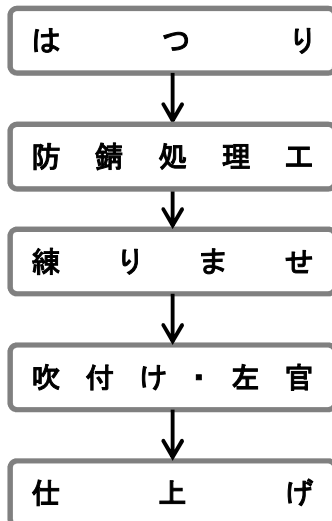 はつり
防錆処理工
練りませ
吹付け・左官
仕上げ